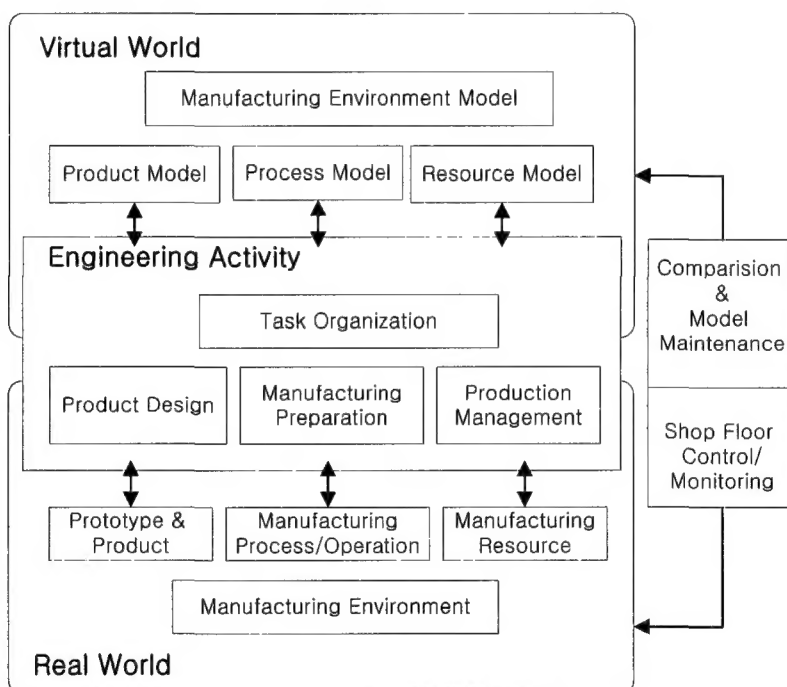 Virtual World
Manufacturing Environment Model
Product Model
Process Model
Resource Model
Engineering Activity
Task Organization
Product Design
Manufacturing
Preparation
Production
Management
Prototype &
Product
Manufacturing
Process/Operation
Manufacturing
Resource
Manufacturing Environment
Real World
Comparision
&
Model
Maintenance
Shop Floor
Control/
Monitoring